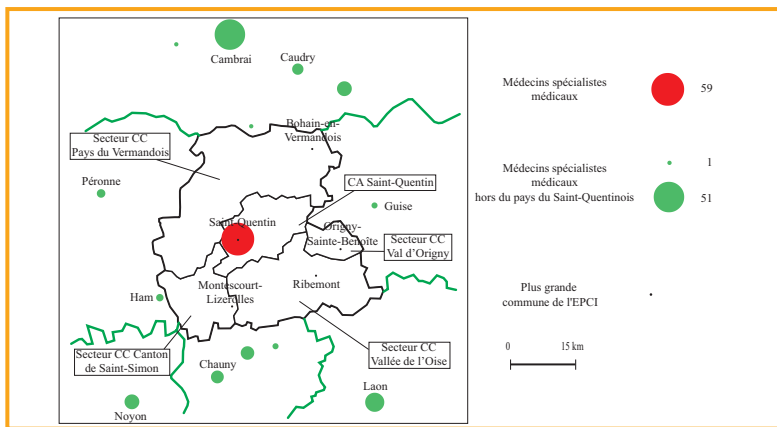 Cambrai
Caudry
Bohain-en-
Vermandois
Secteur CC
Pays du Vermandois
Péronne
CA Saint-Quentin
Guise
Saint-Quentin
Origny-
Sainte-Benoîte
Secteur CC
Val d'Origny
Montescourt-
Lizerolles
Ribemont
Ham
Secteur CC Canton
de Saint-Simon
Secteur CC
Vallée de l'Oise
Chauny
Laon
Noyon
Médecins spécialistes
médicaux
59
Médecins spécialistes
médicaux
hors du pays du Saint-Quentinois
1
51
Plus grande
commune de l'EPCI
0
15 km